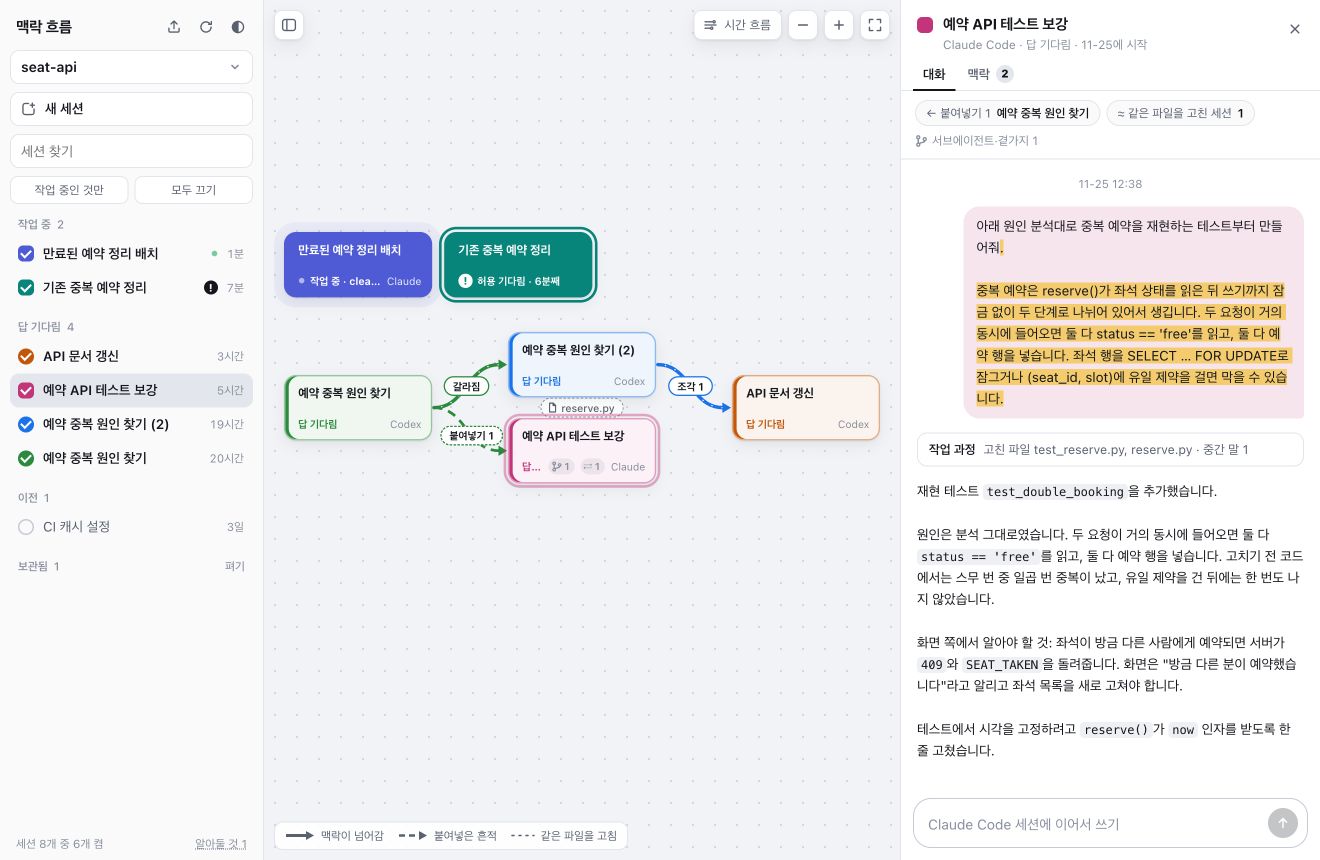 맥락 흐름
seat-api
새 세션
세션 찾기
작업 중인 것만
모두 끄기
작업 중 2
만료된 예약 정리 배치
1분
기존 중복 예약 정리
!
7분
답 기다림 4
API 문서 갱신
3시간
예약 API 테스트 보강
5시간
예약 중복 원인 찾기 (2)
19시간
예약 중복 원인 찾기
20시간
이전 1
CI 캐시 설정
3일
보관됨 1
펴기
세션 8개 중 6개 켬
알아둘 것 1
시간 흐름
만료된 예약 정리 배치
작업 중 · clea...
Claude
기존 중복 예약 정리
! 허용 기다림 · 6분째
예약 중복 원인 찾기
답 기다림
Codex
갈라짐
붙여넣기 1
예약 중복 원인 찾기 (2)
답 기다림
Codex
reserve.py
예약 API 테스트 보강
답...
1
1
Claude
조각 1
API 문서 갱신
답 기다림
Codex
맥락이 넘어감
붙여넣은 흔적
같은 파일을 고침
예약 API 테스트 보강
Claude Code · 답 기다림 · 11-25에 시작
대화
맥락 2
← 붙여넣기 1 예약 중복 원인 찾기
≈ 같은 파일을 고친 세션 1
서브에이전트·곁가지 1
11-25 12:38
아래 원인 분석대로 중복 예약을 재현하는 테스트부터 만들
어줘.
중복 예약은 reserve()가 좌석 상태를 읽은 뒤 쓰기까지 잠
금 없이 두 단계로 나뉘어 있어서 생깁니다. 두 요청이 거의
동시에 들어오면 둘 다 status == 'free'를 읽고, 둘 다 예
약 행을 넣습니다. 좌석 행을 SELECT ... FOR UPDATE로
잠그거나 (seat_id, slot)에 유일 제약을 걸면 막을 수 있습
니다.
작업 과정 고친 파일 test_reserve.py, reserve.py · 중간 말 1
재현 테스트 test_double_booking 을 추가했습니다.
원인은 분석 그대로였습니다. 두 요청이 거의 동시에 들어오면 둘 다
status == 'free' 를 읽고, 둘 다 예약 행을 넣습니다. 고치기 전 코드
에서는 스무 번 중 일곱 번 중복이 났고, 유일 제약을 건 뒤에는 한 번도 나
지 않았습니다.
화면 쪽에서 알아야 할 것: 좌석이 방금 다른 사람에게 예약되면 서버가
409 와 SEAT_TAKEN 을 돌려줍니다. 화면은 "방금 다른 분이 예약했습
니다"라고 알리고 좌석 목록을 새로 고쳐야 합니다.
테스트에서 시각을 고정하려고 reserve() 가 now 인자를 받도록 한
줄 고쳤습니다.
Claude Code 세션에 이어서 쓰기